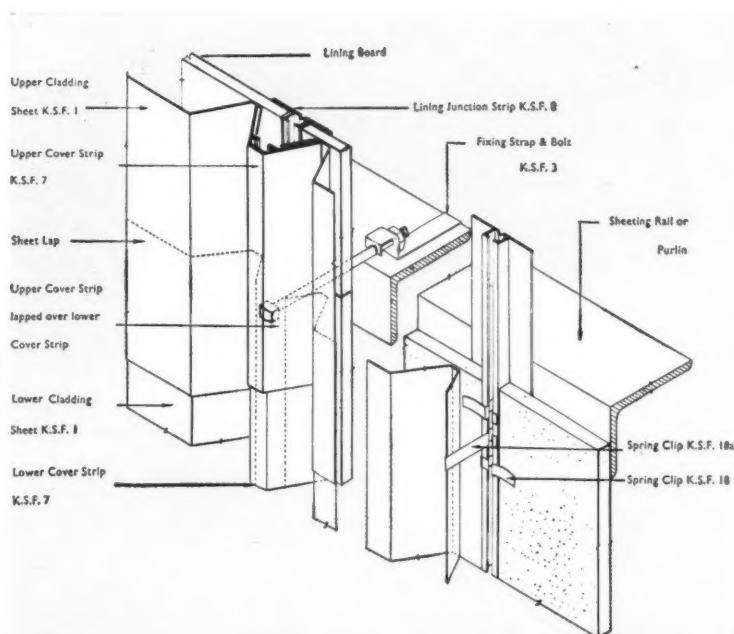 Lining Board
Upper Cladding
Sheet K.S.F. 1
Lining Junction Strip K.S.F. 8
Upper Cover Strip
K.S.F. 7
Fixing Strap & Bolt
K.S.F. 3
Sheet Lap
Sheeting Rail or
Purlin
Upper Cover Strip
lapped over lower
Cover Strip
Lower Cladding
Sheet K.S.F. 1
Lower Cover Strip
K.S.F. 7
Spring Clip K.S.F. 18a
Spring Clip K.S.F. 18